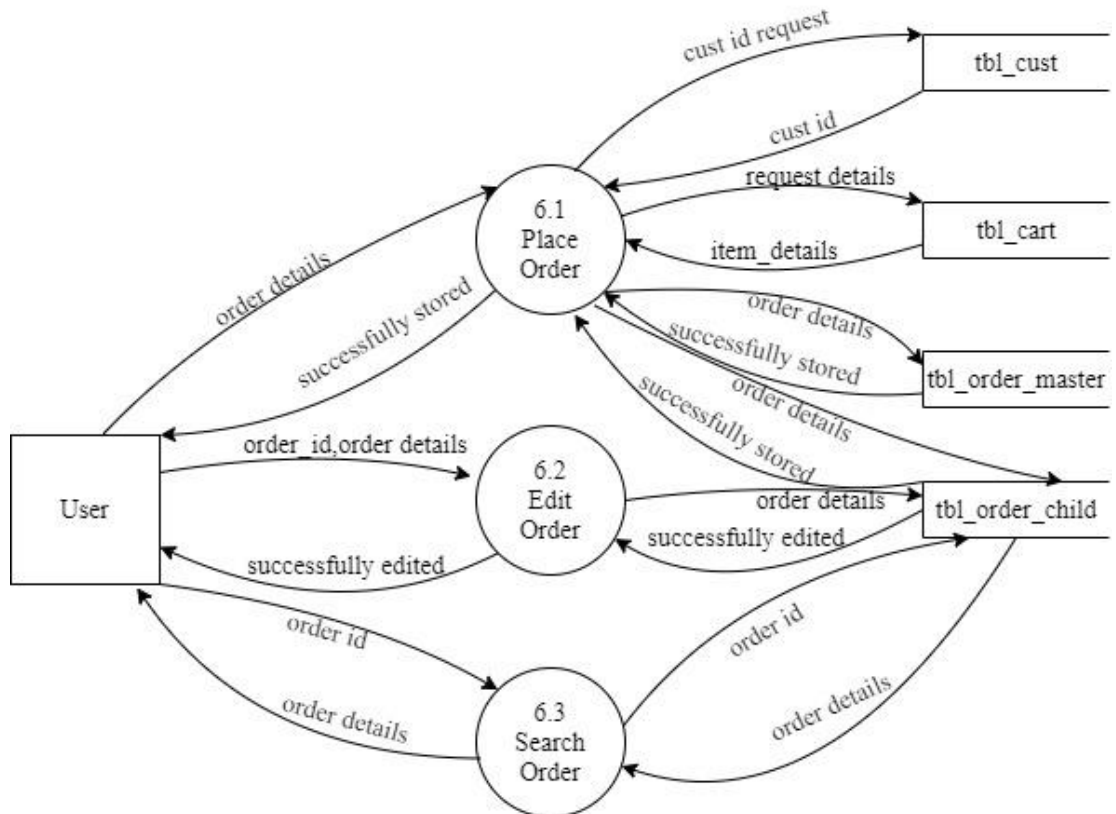 cust id request
tbl_cust
cust id
request details
6.1
Place
Order
tbl_cart
item_details
order details
order details
successfully stored
successfully stored
tbl_order_master
order details
successfully stored
order_id,order details
6.2
Edit
Order
User
order details
tbl_order_child
successfully edited
successfully edited
order id
order id
6.3
Search
Order
order details
order details